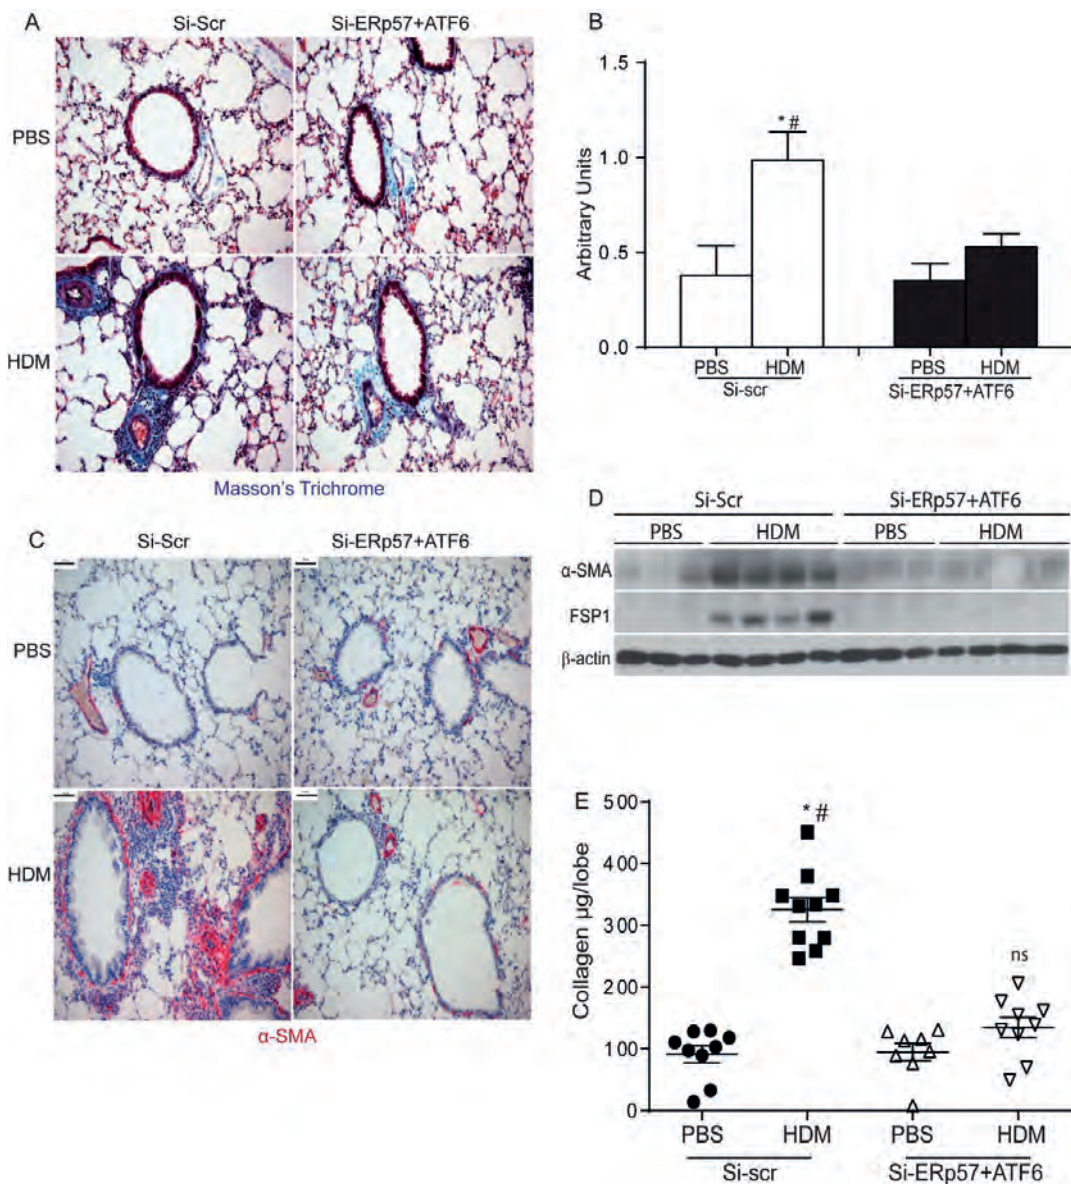 A
Si-Scr
Si-ERp57+ATF6
PBS
HDM
Masson's Trichrome
B
Arbitrary Units
1.5
1.0
0.5
0.0
* #
PBS
HDM
PBS
HDM
Si-scr
Si-ERp57+ATF6
C
Si-Scr
Si-ERp57+ATF6
PBS
HDM
α-SMA
D
Si-Scr
Si-ERp57+ATF6
PBS
HDM
PBS
HDM
α-SMA
FSP1
β-actin
E
Collagen µg/lobe
500
400
300
200
100
0
* #
ns
PBS
HDM
PBS
HDM
Si-scr
Si-ERp57+ATF6